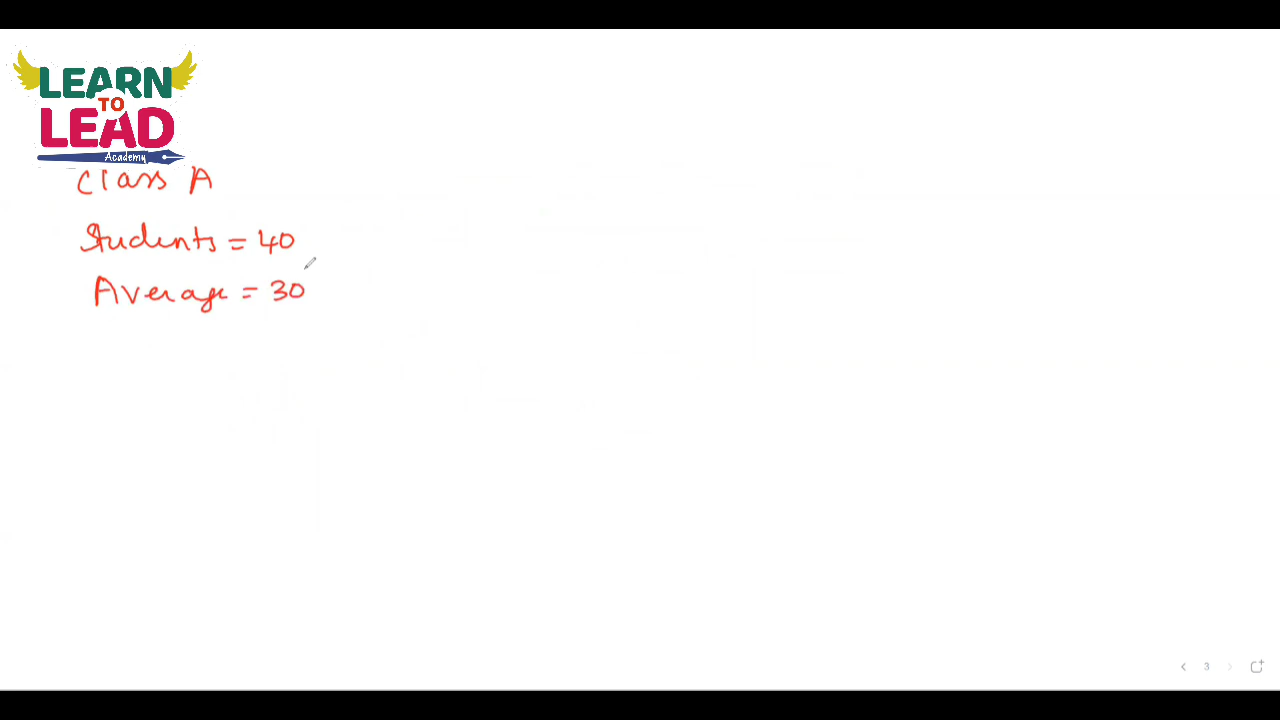 LEARN
TO
LEAD
Academy
Class A
Students = 40
Average = 30
3